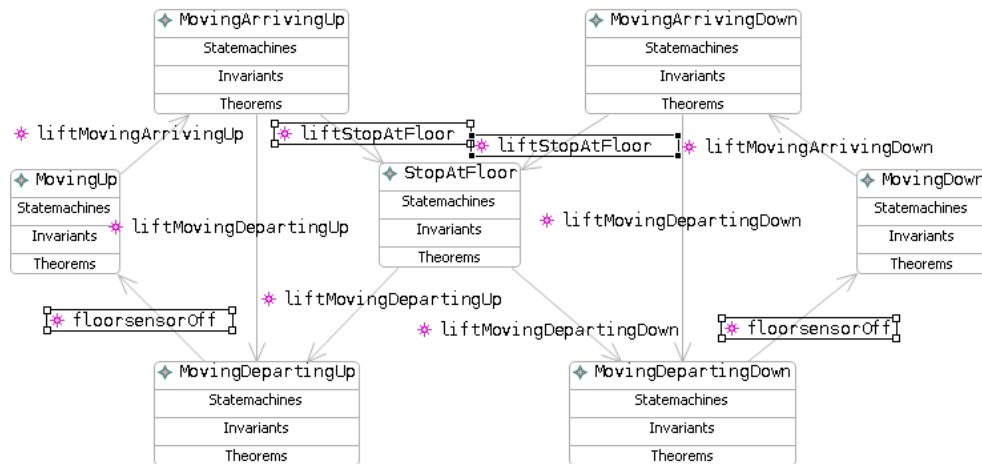 MovingArrivingUp
Statemachines
Invariants
Theorems
MovingArrivingDown
Statemachines
Invariants
Theorems
liftMovingArrivingUp
liftStopAtFloor
liftStopAtFloor
liftMovingArrivingDown
MovingUp
Statemachines
Invariants
Theorems
StopAtFloor
Statemachines
Invariants
Theorems
MovingDown
Statemachines
Invariants
Theorems
liftMovingDepartingUp
liftMovingDepartingDown
liftMovingDepartingUp
floorsensorOff
liftMovingDepartingDown
floorsensorOff
MovingDepartingUp
Statemachines
Invariants
Theorems
MovingDepartingDown
Statemachines
Invariants
Theorems